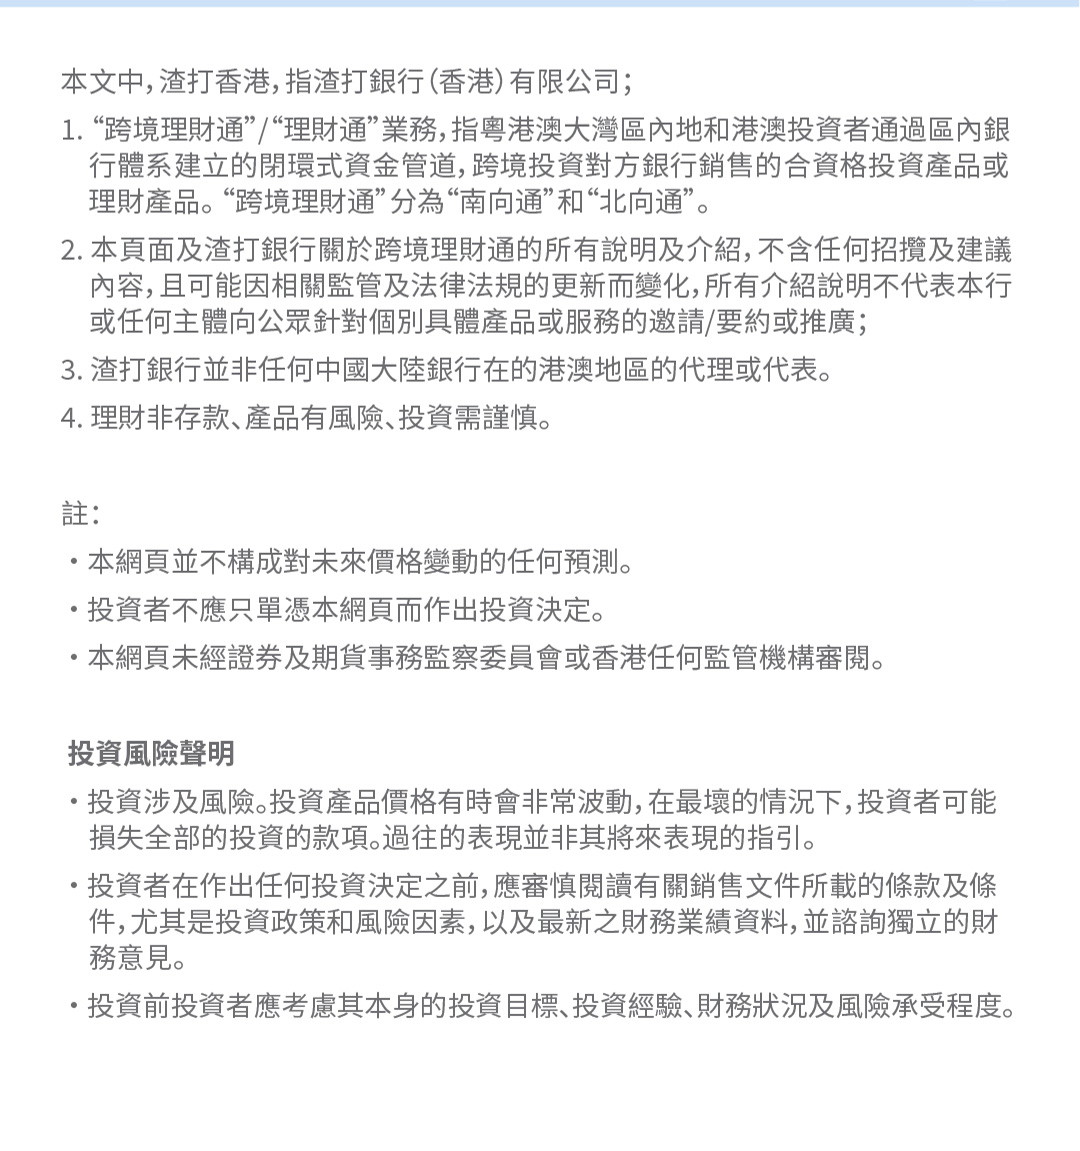 本文中，渣打香港，指渣打銀行（香港）有限公司；
1. “跨境理財通”/“理財通”業務，指粵港澳大灣區內地和港澳投資者通過區內銀
行體系建立的閉環式資金管道，跨境投資對方銀行銷售的合資格投資產品或
理財產品。“跨境理財通”分為“南向通”和“北向通”。
2. 本頁面及渣打銀行關於跨境理財通的所有說明及介紹，不含任何招攬及建議
內容，且可能因相關監管及法律法規的更新而變化，所有介紹說明不代表本行
或任何主體向公眾針對個別具體產品或服務的邀請/要約或推廣；
3. 渣打銀行並非任何中國大陸銀行在的港澳地區的代理或代表。
4. 理財非存款、產品有風險、投資需謹慎。
註：
・本網頁並不構成對未來價格變動的任何預測。
・投資者不應只單憑本網頁而作出投資決定。
・本網頁未經證券及期貨事務監察委員會或香港任何監管機構審閱。
投資風險聲明
・投資涉及風險。投資產品價格有時會非常波動，在最壞的情況下，投資者可能
損失全部的投資的款項。過往的表現並非其將來表現的指引。
・投資者在作出任何投資決定之前，應審慎閱讀有關銷售文件所載的條款及條
件，尤其是投資政策和風險因素，以及最新之財務業績資料，並諮詢獨立的財
務意見。
・投資前投資者應考慮其本身的投資目標、投資經驗、財務狀況及風險承受程度。